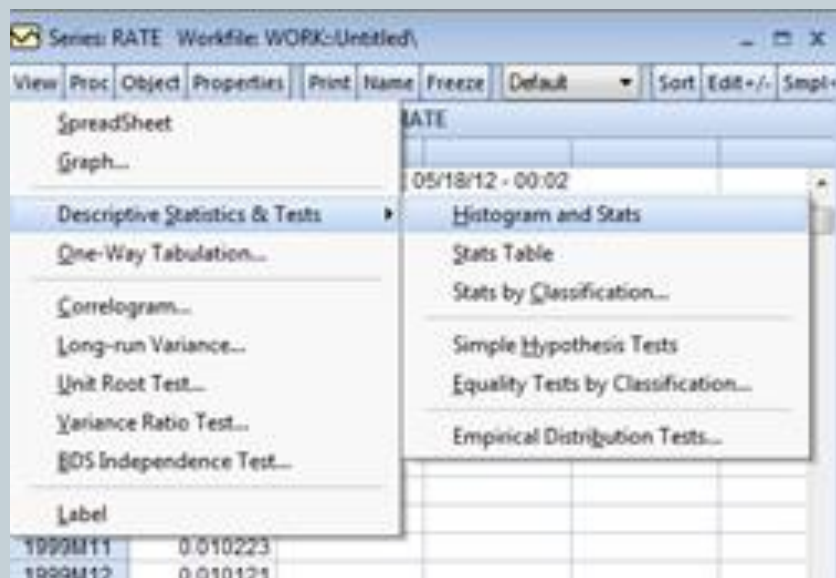 Series: RATE Workfile: WORK::Untitled\
View Proc Object Properties Print Name Freeze Default Sort Edit+/- Smpl+
RATE
05/18/12 - 00:02
SpreadSheet
Graph...
Descriptive Statistics & Tests
One-Way Tabulation...
Correlogram...
Long-run Variance...
Unit Root Test...
Variance Ratio Test...
BDS Independence Test...
Label
Histogram and Stats
Stats Table
Stats by Classification...
Simple Hypothesis Tests
Equality Tests by Classification...
Empirical Distribution Tests...
1999M11 0.010223
1999M12 0.010121